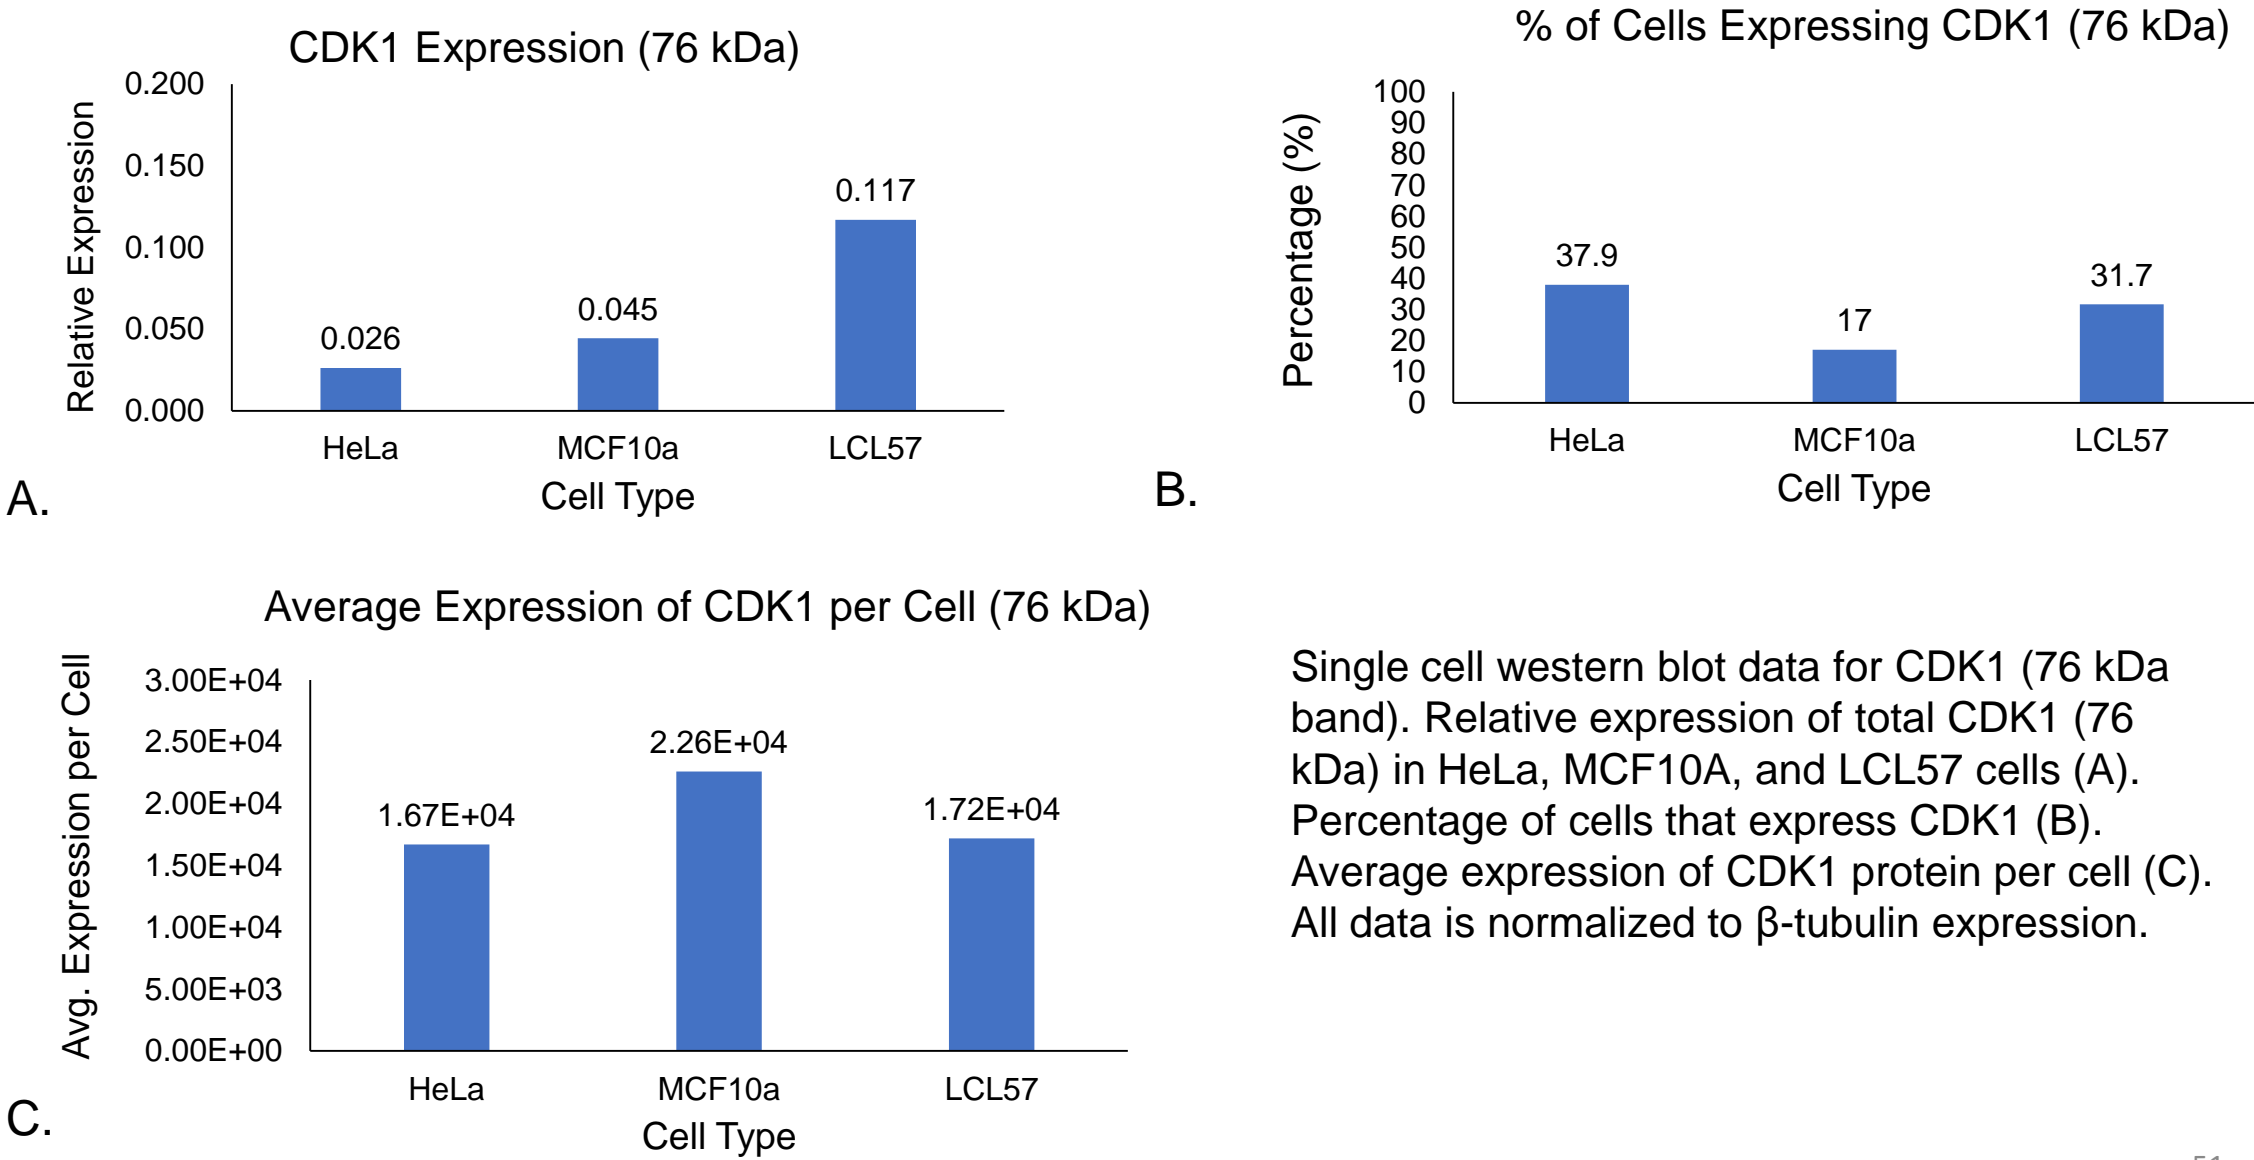 CDK1 Expression (76 kDa)
Relative Expression
0.200
0.150
0.100
0.050
0.000
0.026
0.045
0.117
HeLa
MCF10a
LCL57
Cell Type
A.
% of Cells Expressing CDK1 (76 kDa)
Percentage (%)
100
90
80
70
60
50
40
30
20
10
0
37.9
17
31.7
HeLa
MCF10a
LCL57
Cell Type
B.
Average Expression of CDK1 per Cell (76 kDa)
Avg. Expression per Cell
3.00E+04
2.50E+04
2.00E+04
1.50E+04
1.00E+04
5.00E+03
0.00E+00
1.67E+04
2.26E+04
1.72E+04
HeLa
MCF10a
LCL57
Cell Type
C.
Single cell western blot data for CDK1 (76 kDa
band). Relative expression of total CDK1 (76
kDa) in HeLa, MCF10A, and LCL57 cells (A).
Percentage of cells that express CDK1 (B).
Average expression of CDK1 protein per cell (C).
All data is normalized to β-tubulin expression.